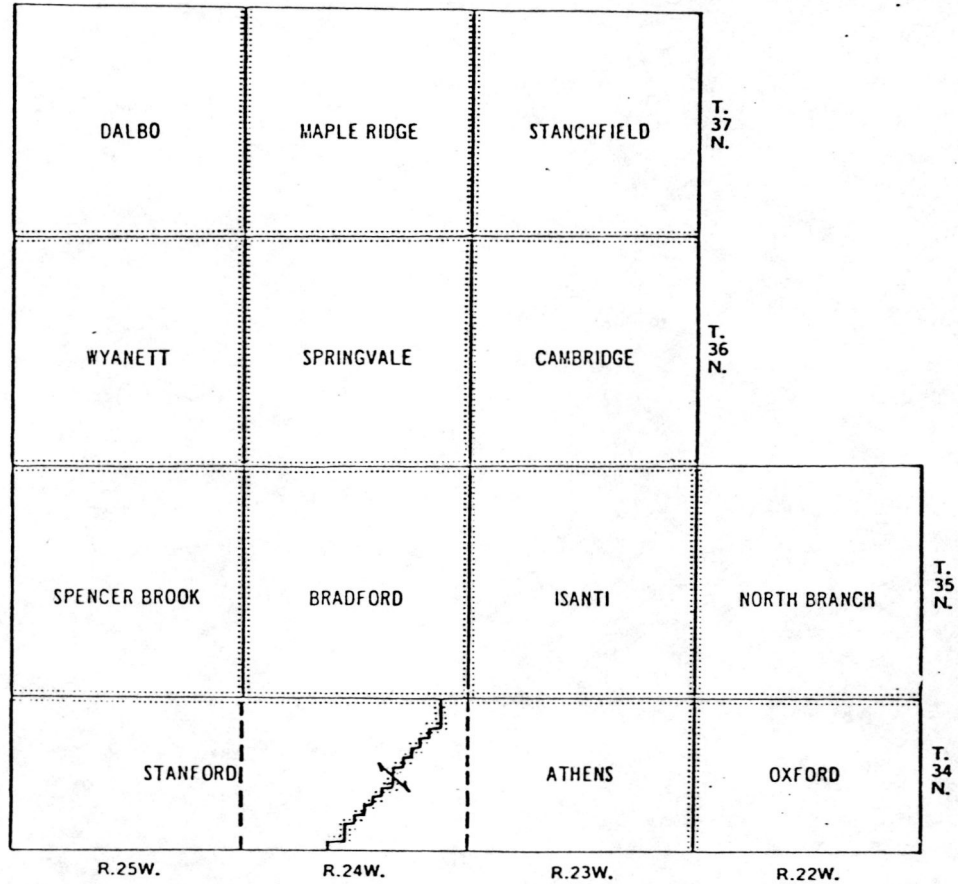 DALBO
MAPLE RIDGE
STANCHFIELD
T.
37
N.
WYANETT
SPRINGVALE
CAMBRIDGE
T.
36
N.
SPENCER BROOK
BRADFORD
ISANTI
NORTH BRANCH
T.
35
N.
STANFORD
ATHENS
OXFORD
T.
34
N.
R.25W.
R.24W.
R.23W.
R.22W.